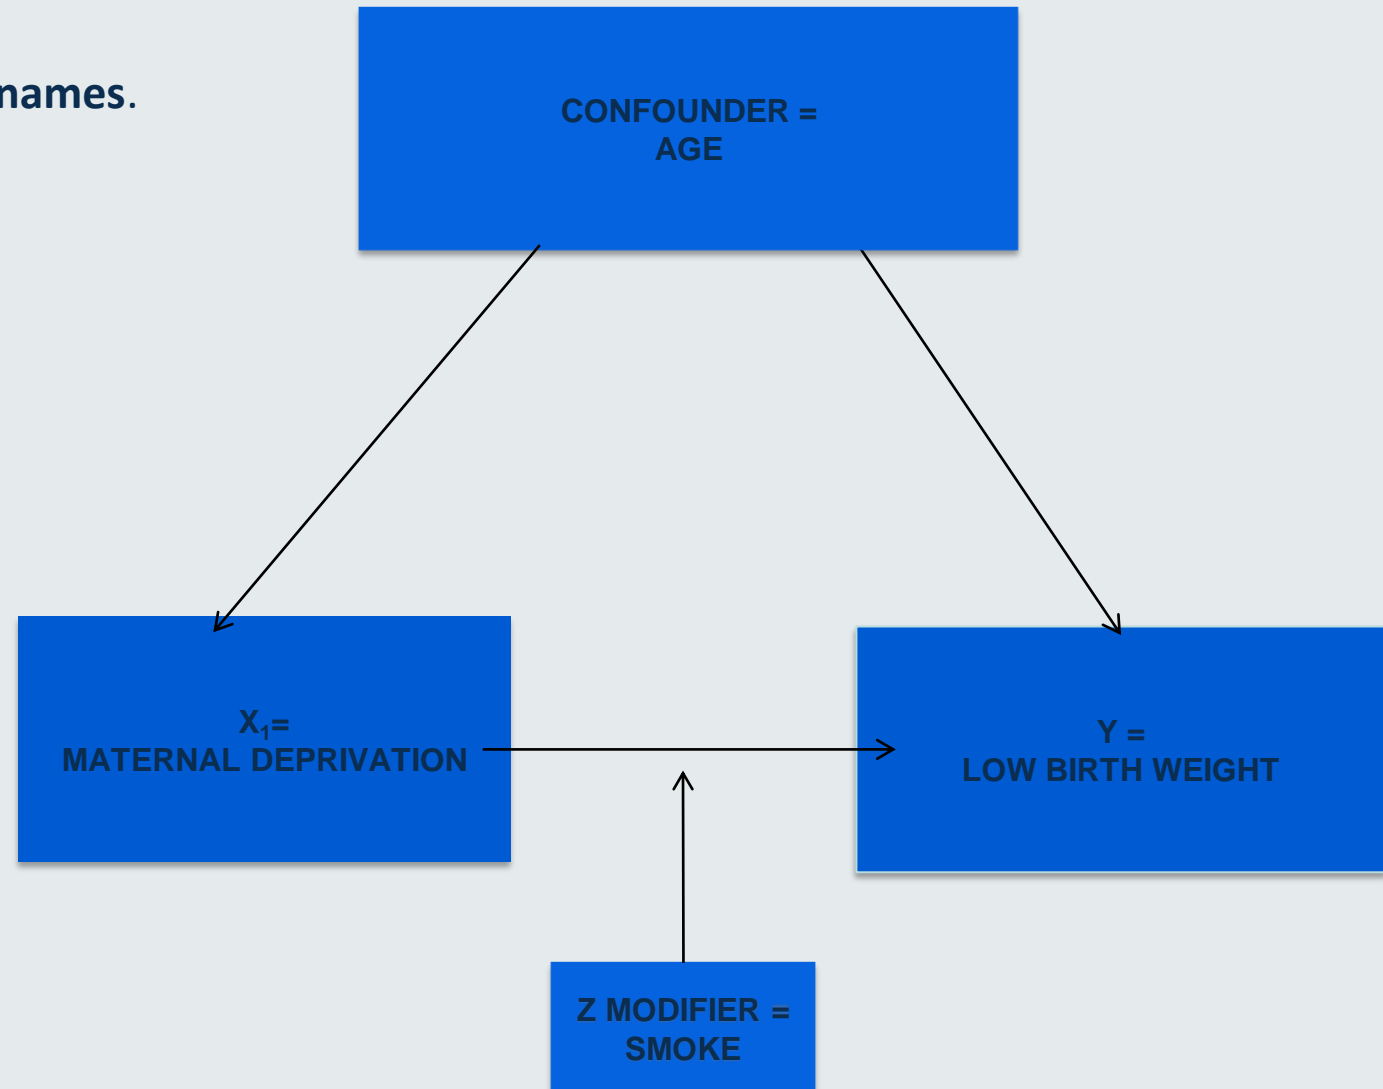 names.
CONFOUNDER =
AGE
X₁=
MATERNAL DEPRIVATION
Y =
LOW BIRTH WEIGHT
Z MODIFIER =
SMOKE